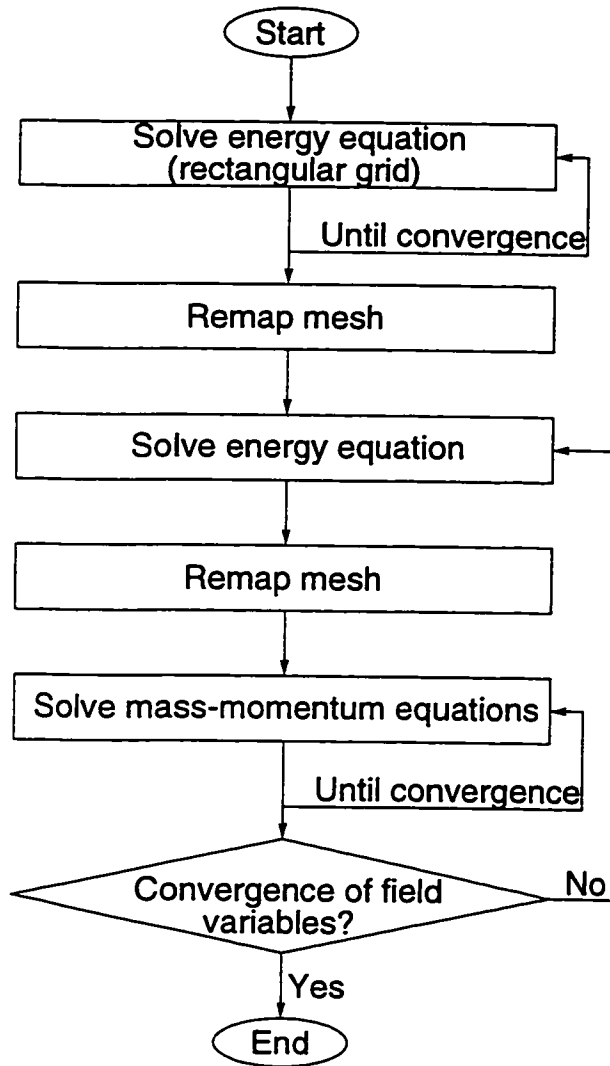 Start
Solve energy equation
(rectangular grid)
Until convergence
Remap mesh
Solve energy equation
Remap mesh
Solve mass-momentum equations
Until convergence
Convergence of field
variables?
No
Yes
End